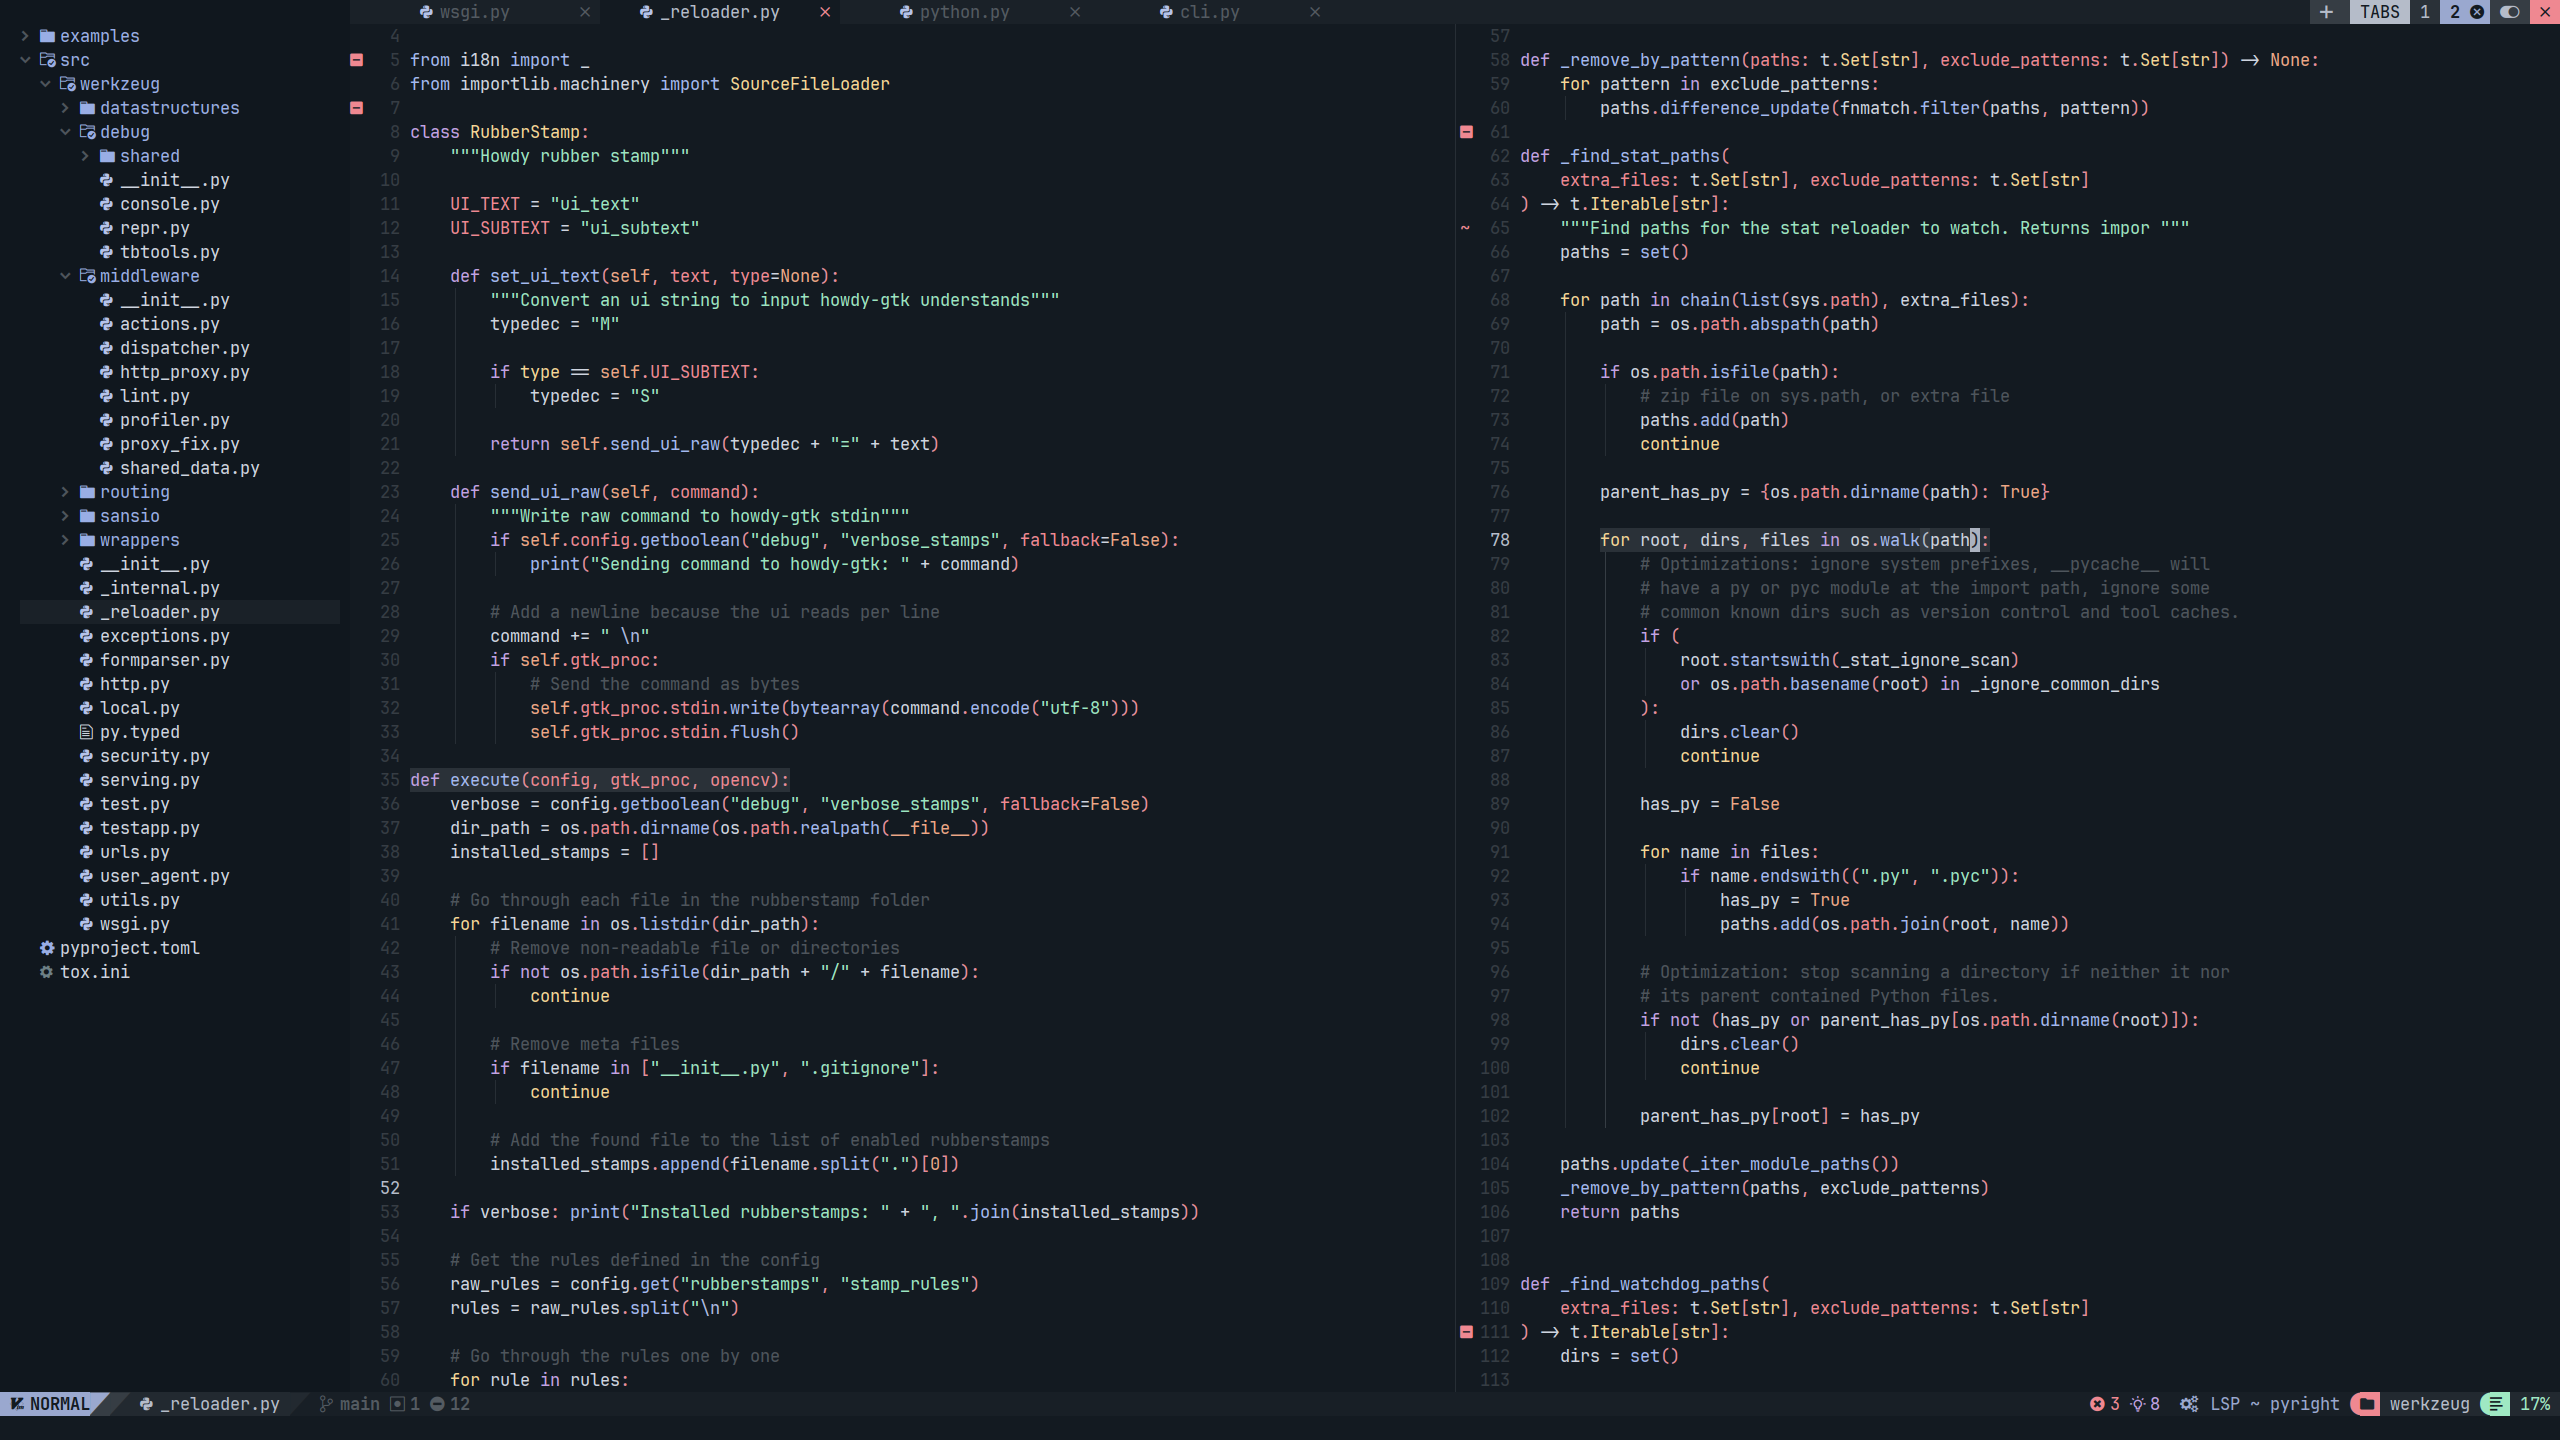 wsgi.py
_reloader.py
python.py
cli.py
TABS 1 2
examples
src
werkzeug
datastructures
debug
shared
__init__.py
console.py
repr.py
tbtools.py
middleware
__init__.py
actions.py
dispatcher.py
http_proxy.py
lint.py
profiler.py
proxy_fix.py
shared_data.py
routing
sansio
wrappers
__init__.py
_internal.py
_reloader.py
exceptions.py
formparser.py
http.py
local.py
py.typed
security.py
serving.py
test.py
testapp.py
urls.py
user_agent.py
utils.py
wsgi.py
pyproject.toml
tox.ini
4
5 from i18n import _
6 from importlib.machinery import SourceFileLoader
7
8 class RubberStamp:
9     """Howdy rubber stamp"""
10
11     UI_TEXT = "ui_text"
12     UI_SUBTEXT = "ui_subtext"
13
14     def set_ui_text(self, text, type=None):
15         """Convert an ui string to input howdy-gtk understands"""
16         typedec = "M"
17
18         if type == self.UI_SUBTEXT:
19             typedec = "S"
20
21         return self.send_ui_raw(typedec + "=" + text)
22
23     def send_ui_raw(self, command):
24         """Write raw command to howdy-gtk stdin"""
25         if self.config.getboolean("debug", "verbose_stamps", fallback=False):
26             print("Sending command to howdy-gtk: " + command)
27
28         # Add a newline because the ui reads per line
29         command += " \n"
30         if self.gtk_proc:
31             # Send the command as bytes
32             self.gtk_proc.stdin.write(bytearray(command.encode("utf-8")))
33             self.gtk_proc.stdin.flush()
34
35 def execute(config, gtk_proc, opencv):
36     verbose = config.getboolean("debug", "verbose_stamps", fallback=False)
37     dir_path = os.path.dirname(os.path.realpath(__file__))
38     installed_stamps = []
39
40     # Go through each file in the rubberstamp folder
41     for filename in os.listdir(dir_path):
42         # Remove non-readable file or directories
43         if not os.path.isfile(dir_path + "/" + filename):
44             continue
45
46         # Remove meta files
47         if filename in ["__init__.py", ".gitignore"]:
48             continue
49
50         # Add the found file to the list of enabled rubberstamps
51         installed_stamps.append(filename.split(".")[0])
52
53     if verbose: print("Installed rubberstamps: " + ", ".join(installed_stamps))
54
55     # Get the rules defined in the config
56     raw_rules = config.get("rubberstamps", "stamp_rules")
57     rules = raw_rules.split("\n")
58
59     # Go through the rules one by one
60     for rule in rules:
57
58 def _remove_by_pattern(paths: t.Set[str], exclude_patterns: t.Set[str]) -> None:
59     for pattern in exclude_patterns:
60         paths.difference_update(fnmatch.filter(paths, pattern))
61
62 def _find_stat_paths(
63     extra_files: t.Set[str], exclude_patterns: t.Set[str]
64 ) -> t.Iterable[str]:
~ 65     """Find paths for the stat reloader to watch. Returns impor """
66     paths = set()
67
68     for path in chain(list(sys.path), extra_files):
69         path = os.path.abspath(path)
70
71         if os.path.isfile(path):
72             # zip file on sys.path, or extra file
73             paths.add(path)
74             continue
75
76         parent_has_py = {os.path.dirname(path): True}
77
78         for root, dirs, files in os.walk(path):
79             # Optimizations: ignore system prefixes, __pycache__ will
80             # have a py or pyc module at the import path, ignore some
81             # common known dirs such as version control and tool caches.
82             if (
83                 root.startswith(_stat_ignore_scan)
84                 or os.path.basename(root) in _ignore_common_dirs
85             ):
86                 dirs.clear()
87                 continue
88
89             has_py = False
90
91             for name in files:
92                 if name.endswith((".py", ".pyc")):
93                     has_py = True
94                     paths.add(os.path.join(root, name))
95
96             # Optimization: stop scanning a directory if neither it nor
97             # its parent contained Python files.
98             if not (has_py or parent_has_py[os.path.dirname(root)]):
99                 dirs.clear()
100                 continue
101
102             parent_has_py[root] = has_py
103
104     paths.update(_iter_module_paths())
105     _remove_by_pattern(paths, exclude_patterns)
106     return paths
107
108
109 def _find_watchdog_paths(
110     extra_files: t.Set[str], exclude_patterns: t.Set[str]
111 ) -> t.Iterable[str]:
112     dirs = set()
113
NORMAL _reloader.py main 1 12 3 8 LSP ~ pyright werkzeug 17%